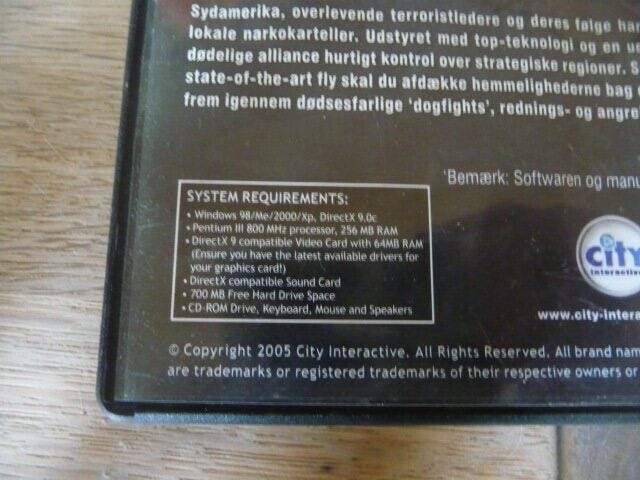 Sydamerika, overlevende terroristledere og deres følge
lokale narkokarteller. Udstyret med top-teknologi og en
dødelige alliance hurtigt kontrol over strategiske regioner.
state-of-the-art fly skal du afdække hemmelighederne bag
frem igennem dødsesfarlige 'dogfights', rednings- og
'Bemærk: Softwaren og
SYSTEM REQUIREMENTS:
• Windows 98/Me/2000/Xp, DirectX 9.0c
• Pentium III 800 MHz processor, 256 MB RAM
• DirectX 9 compatible Video Card with 64MB RAM
(Ensure you have the latest available drivers for
your graphics card!)
• DirectX compatible Sound Card
• 700 MB Free Hard Drive Space
• CD-ROM Drive, Keyboard, Mouse and Speakers
city
interactive
www.city-intera
© Copyright 2005 City Interactive. All Rights Reserved. All brand
are trademarks or registered trademarks of their respective owners or